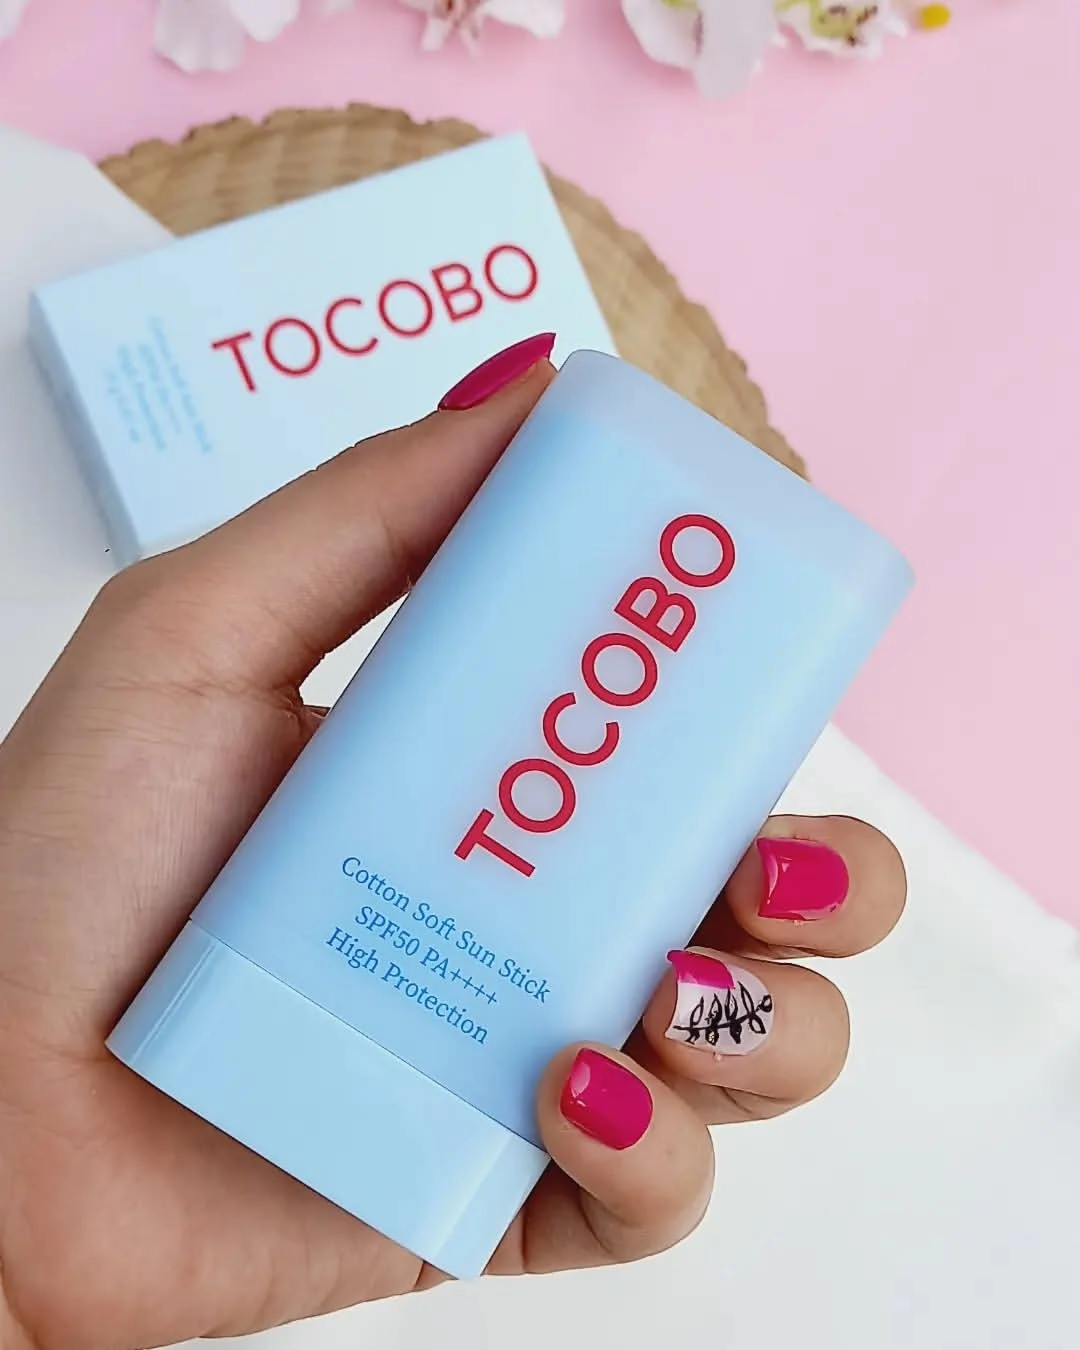 TOCOBO
TOCOBO
Cotton Soft Sun Stick
SPF50 PA++++
High Protection